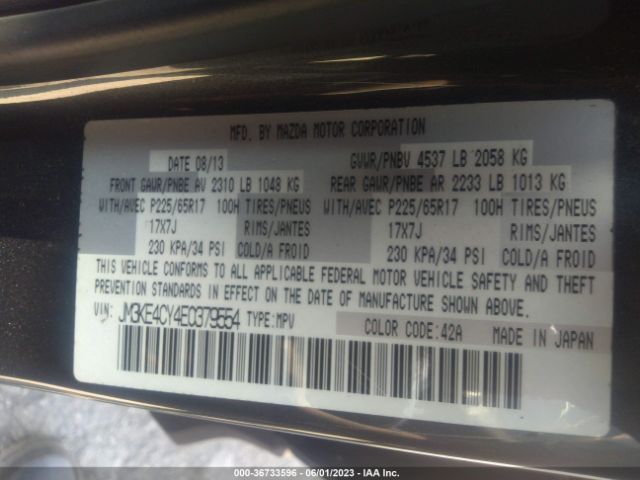 MFD. BY MAZDA MOTOR CORPORATION
DATE 08/13 GVWR/PNBV 4537 LB 2058 KG
FRONT GAWR/PNBE AV 2310 LB 1048 KG REAR GAWR/PNBE AR 2233 LB 1013 KG
WITH/AVEC P225/65R17 100H TIRES/PNEUS WITH/AVEC P225/65R17 100H TIRES/PNEUS
17X7J RIMS/JANTES 17X7J RIMS/JANTES
230 KPA/34 PSI COLD/A FROID 230 KPA/34 PSI COLD/A FROID
THIS VEHICLE CONFORMS TO ALL APPLICABLE FEDERAL MOTOR VEHICLE SAFETY AND THEFT
PREVENTION STANDARDS IN EFFECT ON THE DATE OF MANUFACTURE SHOWN ABOVE.
VIN: JM3KE4CY4E0379554 TYPE:MPV COLOR CODE:42A MADE IN JAPAN
000-36733596 - 06/01/2023 - IAA Inc.